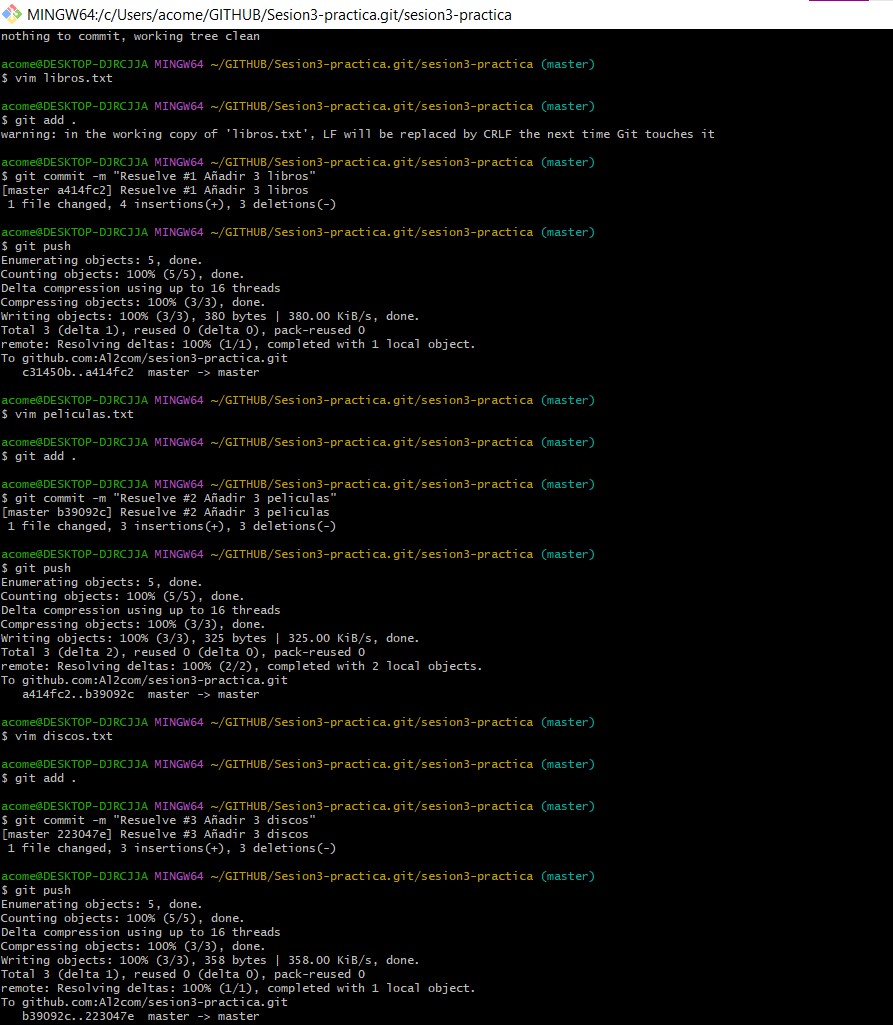 MINGW64:/c/Users/acome/GITHUB/Sesion3-practica.git/sesion3-practica
nothing to commit, working tree clean
acome@DESKTOP-DJRCJJA MINGW64 ~/GITHUB/Sesion3-practica.git/sesion3-practica (master)
$ vim libros.txt
acome@DESKTOP-DJRCJJA MINGW64 ~/GITHUB/Sesion3-practica.git/sesion3-practica (master)
$ git add .
warning: in the working copy of 'libros.txt', LF will be replaced by CRLF the next time Git touches it
acome@DESKTOP-DJRCJJA MINGW64 ~/GITHUB/Sesion3-practica.git/sesion3-practica (master)
$ git commit -m "Resuelve #1 Añadir 3 libros"
[master a414fc2] Resuelve #1 Añadir 3 libros
1 file changed, 4 insertions(+), 3 deletions(-)
acome@DESKTOP-DJRCJJA MINGW64 ~/GITHUB/Sesion3-practica.git/sesion3-practica (master)
$ git push
Enumerating objects: 5, done.
Counting objects: 100% (5/5), done.
Delta compression using up to 16 threads
Compressing objects: 100% (3/3), done.
Writing objects: 100% (3/3), 380 bytes | 380.00 KiB/s, done.
Total 3 (delta 1), reused 0 (delta 0), pack-reused 0
remote: Resolving deltas: 100% (1/1), completed with 1 local object.
To github.com:Al2com/sesion3-practica.git
c31450b..a414fc2  master -> master
acome@DESKTOP-DJRCJJA MINGW64 ~/GITHUB/Sesion3-practica.git/sesion3-practica (master)
$ vim peliculas.txt
acome@DESKTOP-DJRCJJA MINGW64 ~/GITHUB/Sesion3-practica.git/sesion3-practica (master)
$ git add .
acome@DESKTOP-DJRCJJA MINGW64 ~/GITHUB/Sesion3-practica.git/sesion3-practica (master)
$ git commit -m "Resuelve #2 Añadir 3 peliculas"
[master b39092c] Resuelve #2 Añadir 3 peliculas
1 file changed, 3 insertions(+), 3 deletions(-)
acome@DESKTOP-DJRCJJA MINGW64 ~/GITHUB/Sesion3-practica.git/sesion3-practica (master)
$ git push
Enumerating objects: 5, done.
Counting objects: 100% (5/5), done.
Delta compression using up to 16 threads
Compressing objects: 100% (3/3), done.
Writing objects: 100% (3/3), 325 bytes | 325.00 KiB/s, done.
Total 3 (delta 2), reused 0 (delta 0), pack-reused 0
remote: Resolving deltas: 100% (2/2), completed with 2 local objects.
To github.com:Al2com/sesion3-practica.git
a414fc2..b39092c  master -> master
acome@DESKTOP-DJRCJJA MINGW64 ~/GITHUB/Sesion3-practica.git/sesion3-practica (master)
$ vim discos.txt
acome@DESKTOP-DJRCJJA MINGW64 ~/GITHUB/Sesion3-practica.git/sesion3-practica (master)
$ git add .
acome@DESKTOP-DJRCJJA MINGW64 ~/GITHUB/Sesion3-practica.git/sesion3-practica (master)
$ git commit -m "Resuelve #3 Añadir 3 discos"
[master 223047e] Resuelve #3 Añadir 3 discos
1 file changed, 3 insertions(+), 3 deletions(-)
acome@DESKTOP-DJRCJJA MINGW64 ~/GITHUB/Sesion3-practica.git/sesion3-practica (master)
$ git push
Enumerating objects: 5, done.
Counting objects: 100% (5/5), done.
Delta compression using up to 16 threads
Compressing objects: 100% (3/3), done.
Writing objects: 100% (3/3), 358 bytes | 358.00 KiB/s, done.
Total 3 (delta 1), reused 0 (delta 0), pack-reused 0
remote: Resolving deltas: 100% (1/1), completed with 1 local object.
To github.com:Al2com/sesion3-practica.git
b39092c..223047e  master -> master